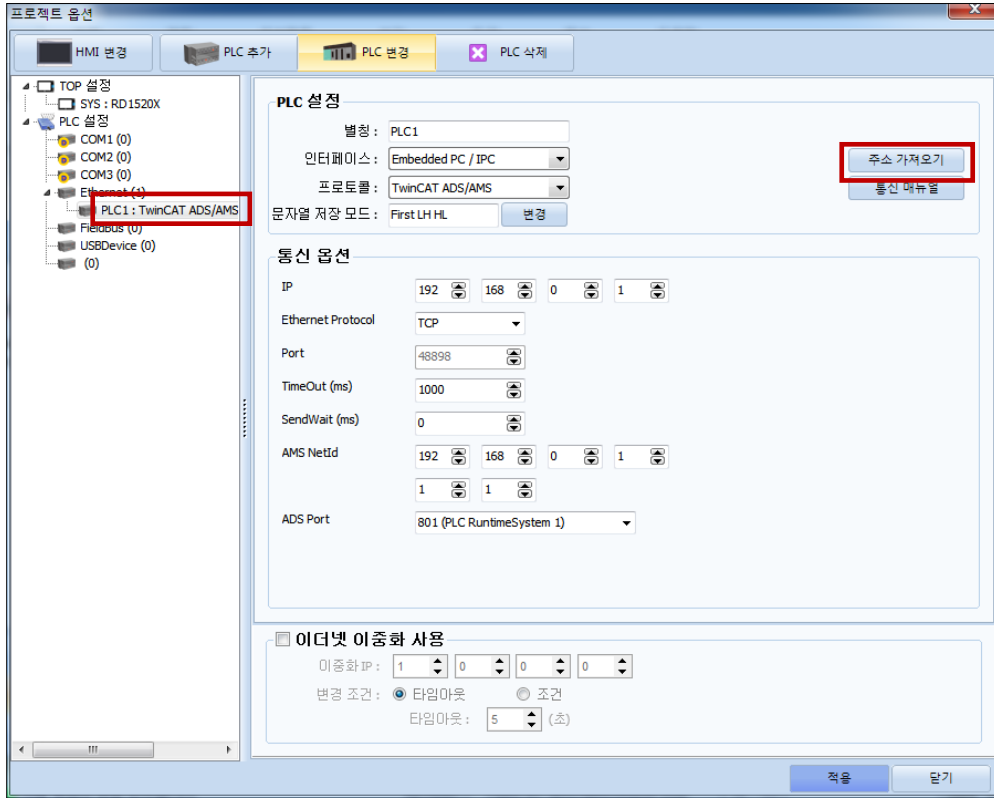 프로젝트 옵션
HMI 변경 PLC 추가 PLC 변경 PLC 삭제
TOP 설정
SYS : RD1520X
PLC 설정
COM1 (0)
COM2 (0)
COM3 (0)
Ethernet (1)
PLC1 : TwinCAT ADS/AMS
FieldBus (0)
USBDevice (0)
(0)
PLC 설정
별칭 : PLC1
인터페이스 : Embedded PC / IPC 주소 가져오기
프로토콜 : TwinCAT ADS/AMS 통신 매뉴얼
문자열 저장 모드 : First LH HL 변경
통신 옵션
IP 192 168 0 1
Ethernet Protocol TCP
Port 48898
TimeOut (ms) 1000
SendWait (ms) 0
AMS NetId 192 168 0 1
1 1
ADS Port 801 (PLC RuntimeSystem 1)
이더넷 이중화 사용
이중화 IP : 1 0 0 0
변경 조건 : 타임아웃 조건
타임아웃 : 5 (초)
적용 닫기